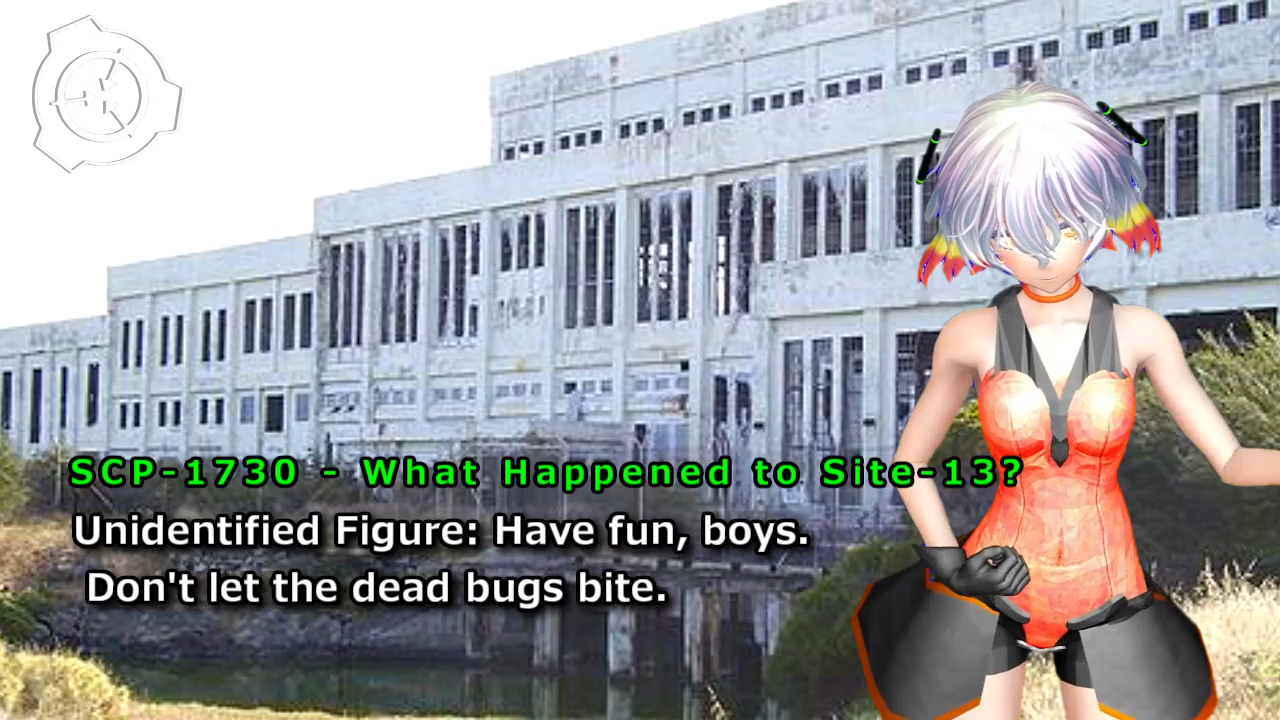 SCP-1730 - What Happened to Site-13?
Unidentified Figure: Have fun, boys.
Don't let the dead bugs bite.